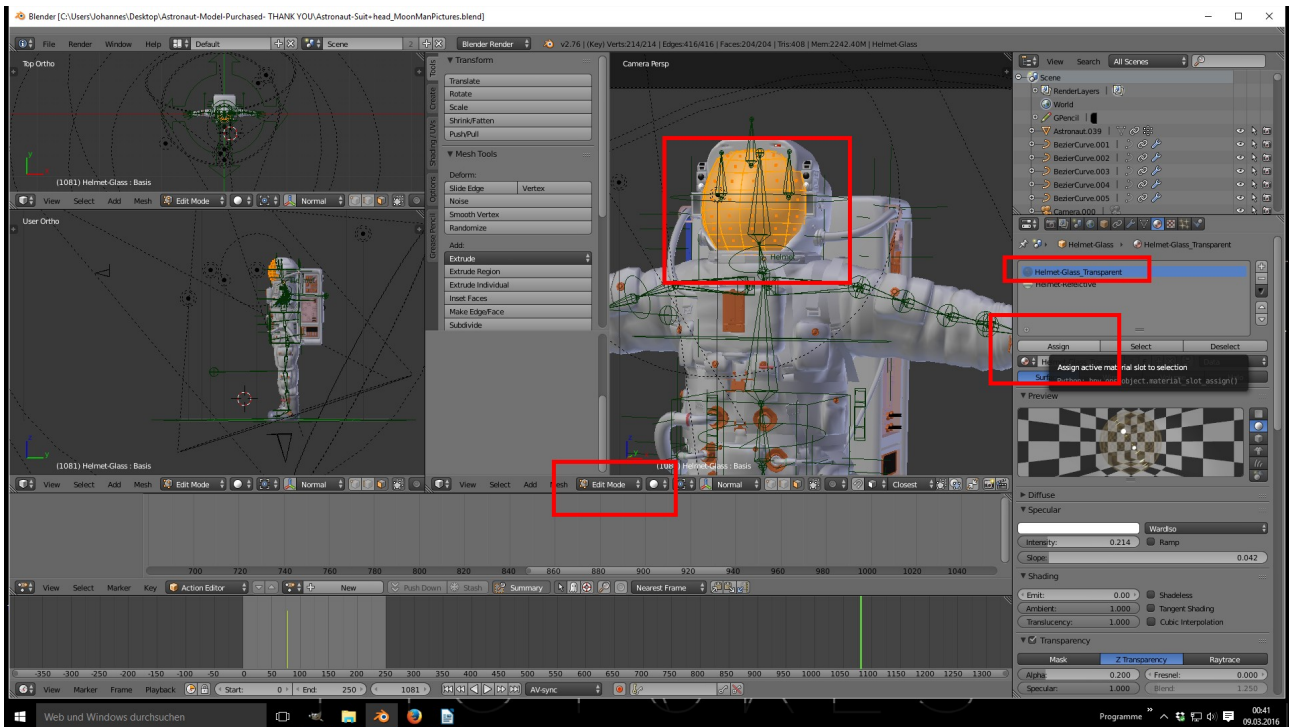 Blender [C:\Users\Johannes\Desktop\Astronaut-Model-Purchased- THANK YOU\Astronaut-Suit+head_MoonManPictures.blend]
File Render Window Help Default Scene 2 Blender Render v2.76 | (Key) Verts:214/214 | Edges:416/416 | Faces:204/204 | Tris:408 | Mem:2242.40M | Helmet-Glass
Top Ortho
(1081) Helmet-Glass : Basis
View Select Add Mesh Edit Mode Normal
User Ortho
(1081) Helmet-Glass : Basis
View Select Add Mesh Edit Mode Normal
Tools
Create
Shading / UVs
Options
Grease Pencil
Transform
Translate
Rotate
Scale
Shrink/Fatten
Push/Pull
Mesh Tools
Deform:
Slide Edge Vertex
Noise
Smooth Vertex
Randomize
Add:
Extrude
Extrude Region
Extrude Individual
Inset Faces
Make Edge/Face
Subdivide
Camera Persp
Helmet
(1081) Helmet-Glass : Basis
View Select Add Mesh Edit Mode Normal Closest
View Search All Scenes
Scene
RenderLayers
World
GPencil
Astronaut.039
BezierCurve.001
BezierCurve.002
BezierCurve.003
BezierCurve.004
BezierCurve.005
Camera.000
Helmet-Glass Helmet-Glass_Transparent
Helmet-Glass_Transparent
Helmet-Reflective
Assign Select Deselect
Assign active material slot to selection
Python: bpy.ops.object.material_slot_assign()
Preview
Diffuse
Specular
WardIso
Intensity: 0.214 Ramp
Slope: 0.042
Shading
Emit: 0.00 Shadeless
Ambient: 1.000 Tangent Shading
Translucency: 1.000 Cubic Interpolation
Transparency
Mask Z Transparency Raytrace
Alpha: 0.200 Fresnel: 0.000
Specular: 1.000 Blend: 1.250
700 720 740 760 780 800 820 840 860 880 900 920 940 960 980 1000 1020 1040
View Select Marker Key Action Editor New Push Down Stash Summary Nearest Frame
-350 -300 -250 -200 -150 -100 -50 0 50 100 150 200 250 300 350 400 450 500 550 600 650 700 750 800 850 900 950 1000 1050 1100 1150 1200 1250 1300
View Marker Frame Playback Start: 0 End: 250 1081 AV-sync
Web und Windows durchsuchen
Programme
00:41
09.03.2016